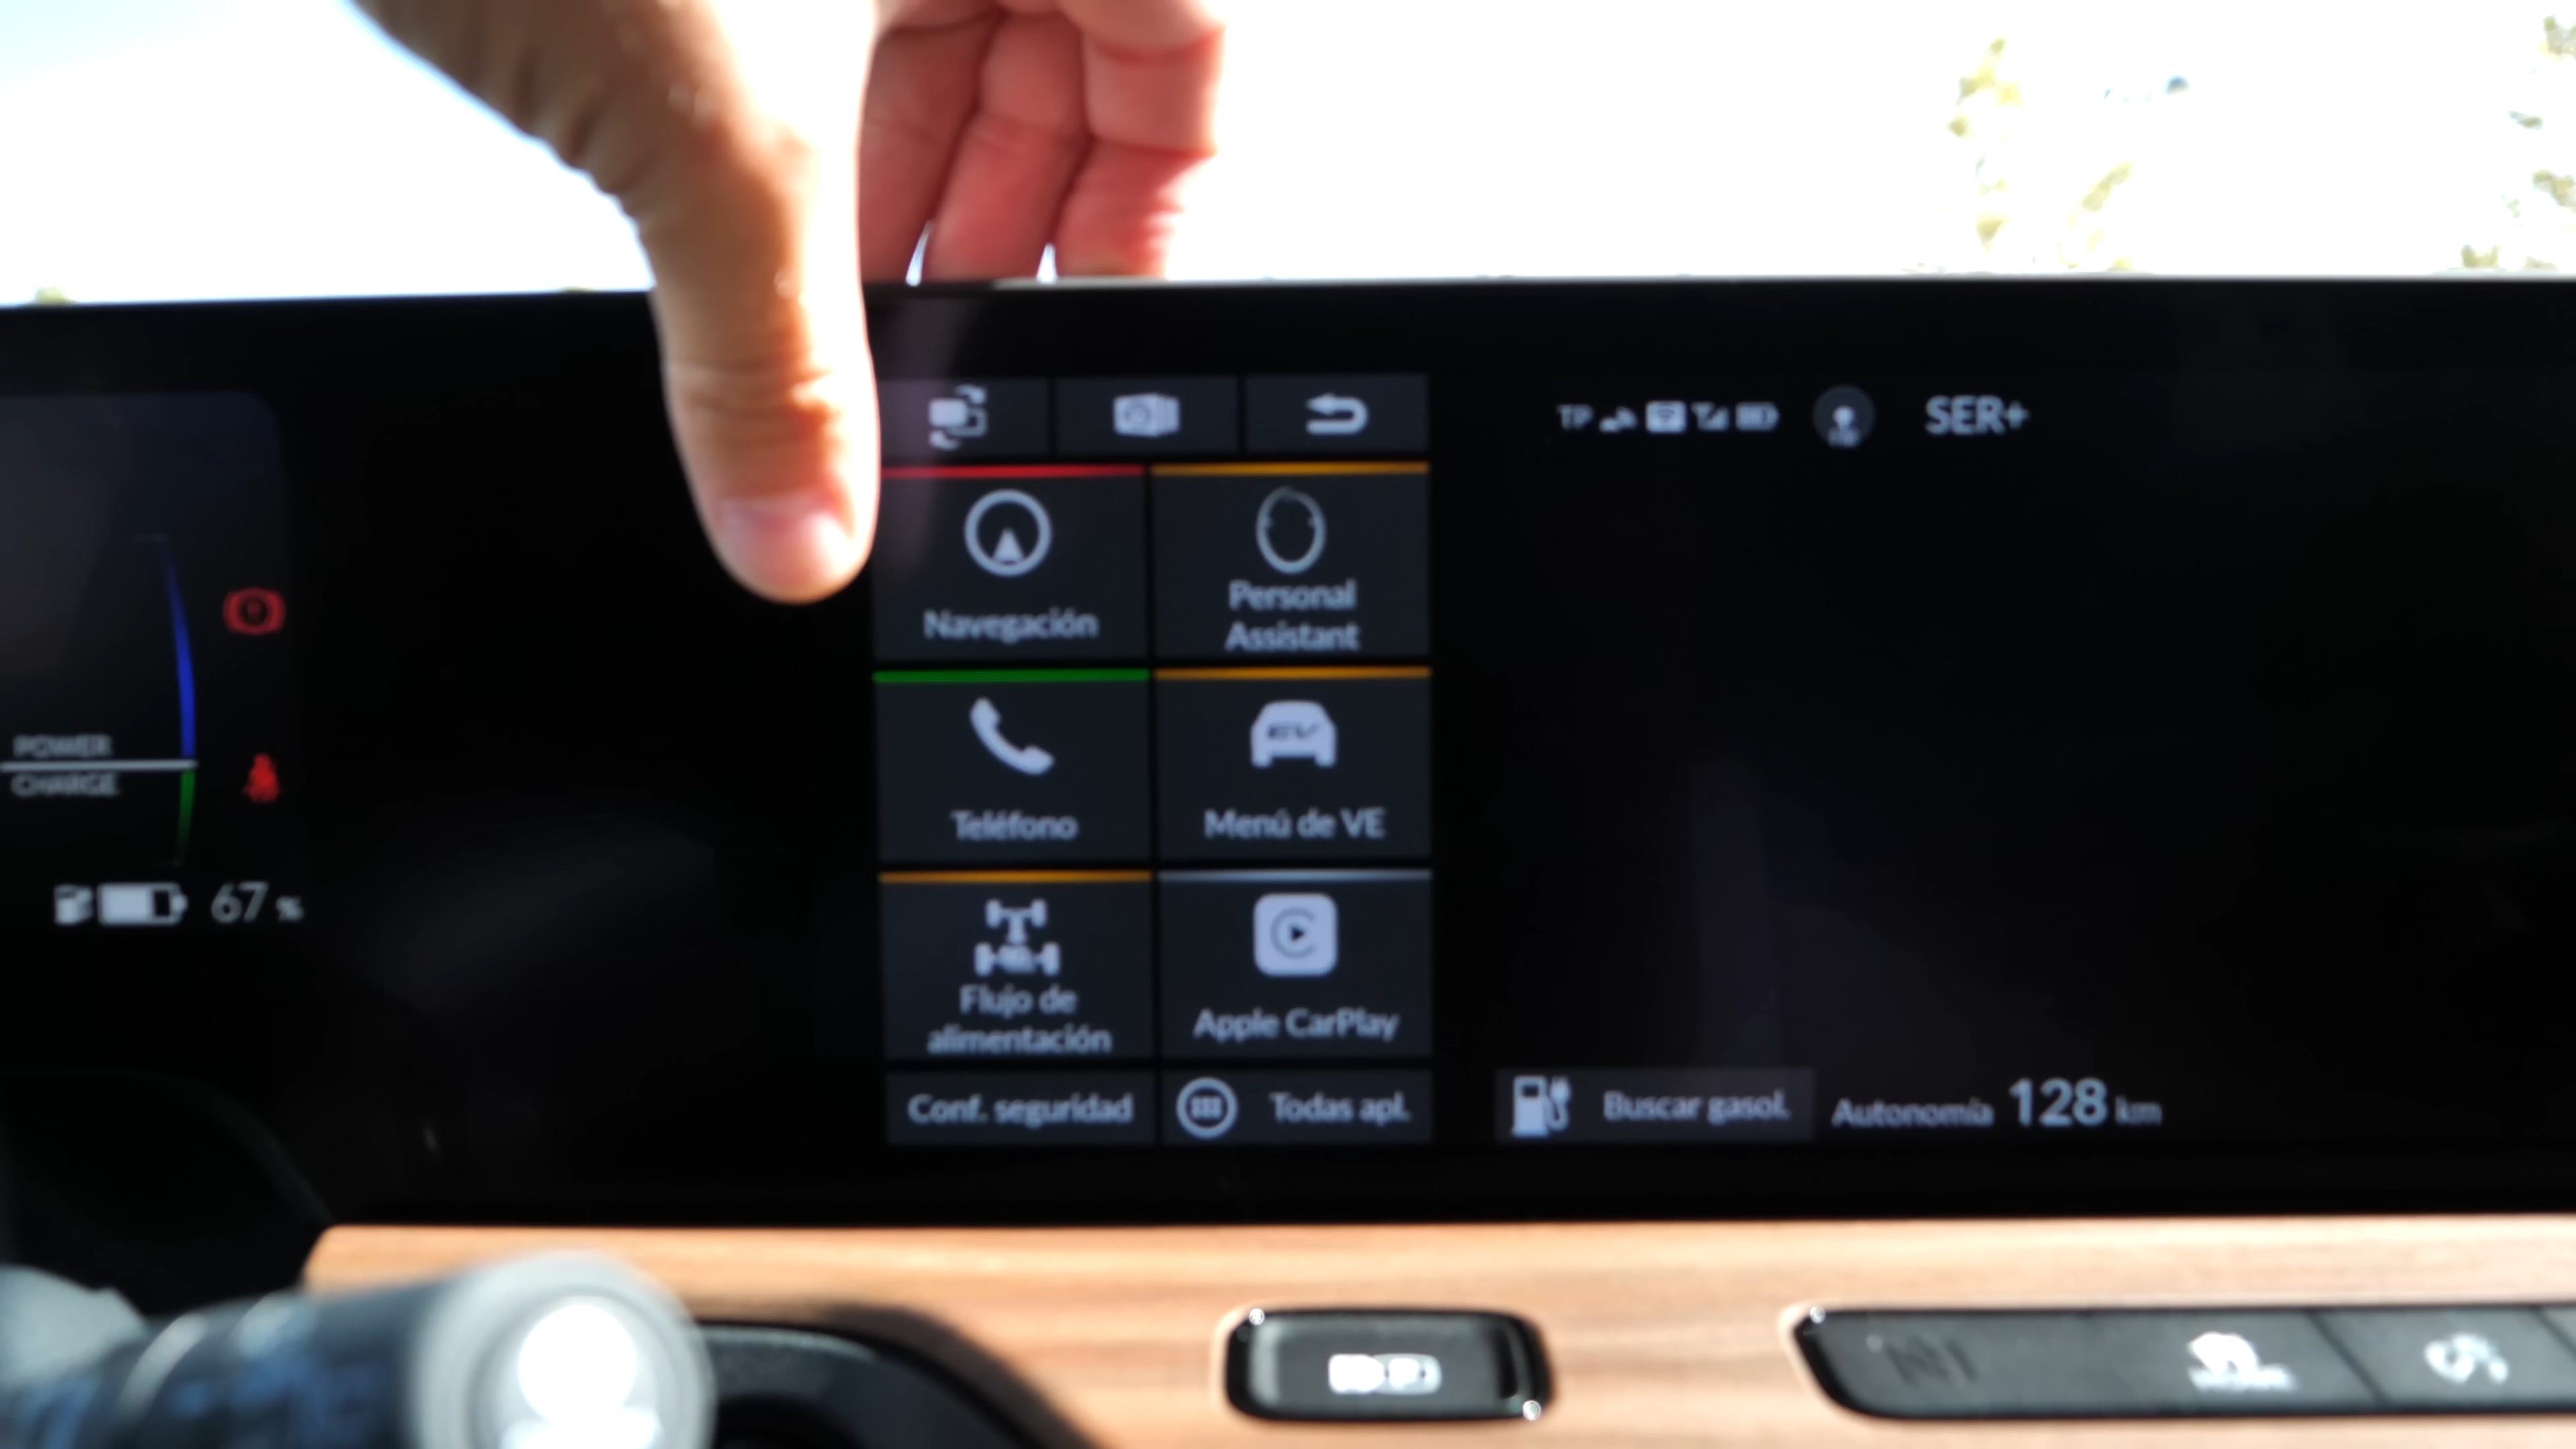 TP
SER+
Navegación
Personal
Assistant
POWER
CHARGE
Teléfono
EV
Menú de VE
67 %
Flujo de
alimentación
Apple CarPlay
Conf. seguridad
Todas apl.
Buscar gasol.
Autonomía 128 km